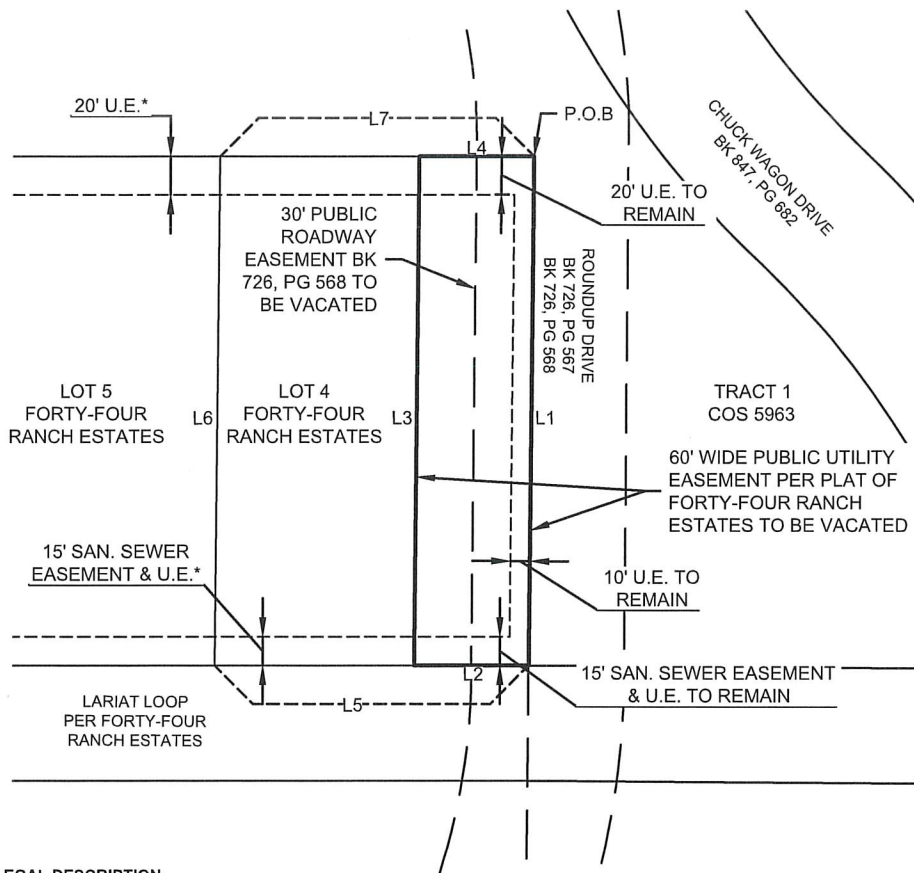 20' U.E.*
L7
P.O.B
L4
CHUCK WAGON DRIVE
BK 847, PG 682
20' U.E. TO
REMAIN
30' PUBLIC
ROADWAY
EASEMENT BK
726, PG 568 TO
BE VACATED
ROUNDUP DRIVE
BK 726, PG 567
BK 726, PG 568
LOT 5
FORTY-FOUR
RANCH ESTATES
L6
LOT 4
FORTY-FOUR
RANCH ESTATES
L3
L1
TRACT 1
COS 5963
60' WIDE PUBLIC UTILITY
EASEMENT PER PLAT OF
FORTY-FOUR RANCH
ESTATES TO BE VACATED
15' SAN. SEWER
EASEMENT & U.E.*
10' U.E. TO
REMAIN
L2
15' SAN. SEWER EASEMENT
& U.E. TO REMAIN
L5
LARIAT LOOP
PER FORTY-FOUR
RANCH ESTATES
EGAL DESCRIPTION